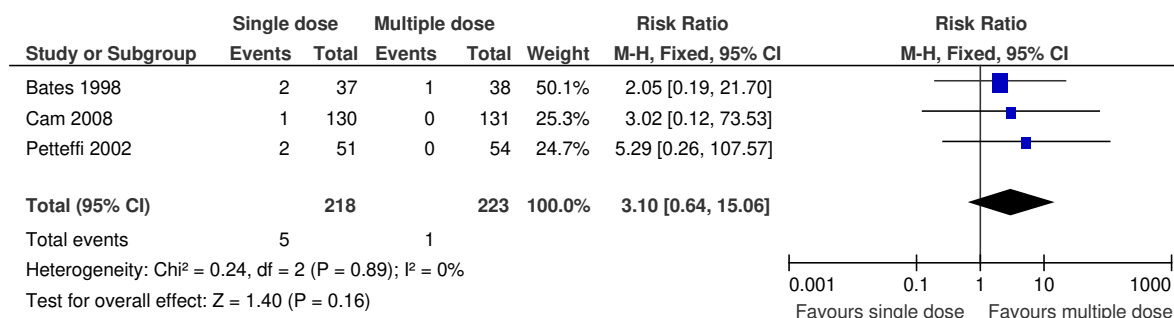 Single dose Multiple dose Risk Ratio Risk Ratio
Study or Subgroup Events Total Events Total Weight M-H, Fixed, 95% CI M-H, Fixed, 95% CI
Bates 1998 2 37 1 38 50.1% 2.05 [0.19, 21.70]
Cam 2008 1 130 0 131 25.3% 3.02 [0.12, 73.53]
Petteffi 2002 2 51 0 54 24.7% 5.29 [0.26, 107.57]
Total (95% CI) 218 223 100.0% 3.10 [0.64, 15.06]
Total events 5 1
Heterogeneity: Chi² = 0.24, df = 2 (P = 0.89); I² = 0%
Test for overall effect: Z = 1.40 (P = 0.16)
0.001 0.1 1 10 1000
Favours single dose Favours multiple dose